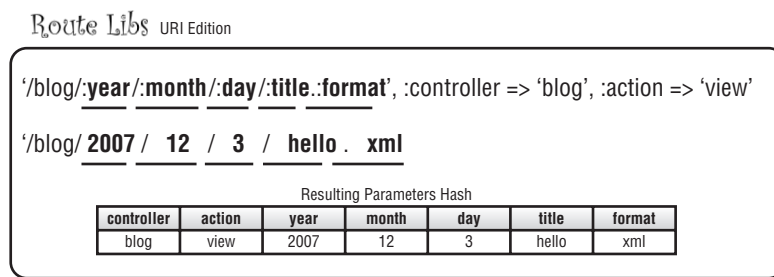 Route Libs URI Edition
‘/blog/:year/:month/:day/:title.:format’, :controller => ‘blog’, :action => ‘view’
‘/blog/ 2007 / 12 / 3 / hello . xml
Resulting Parameters Hash
controller action year month day title format
blog view 2007 12 3 hello xml